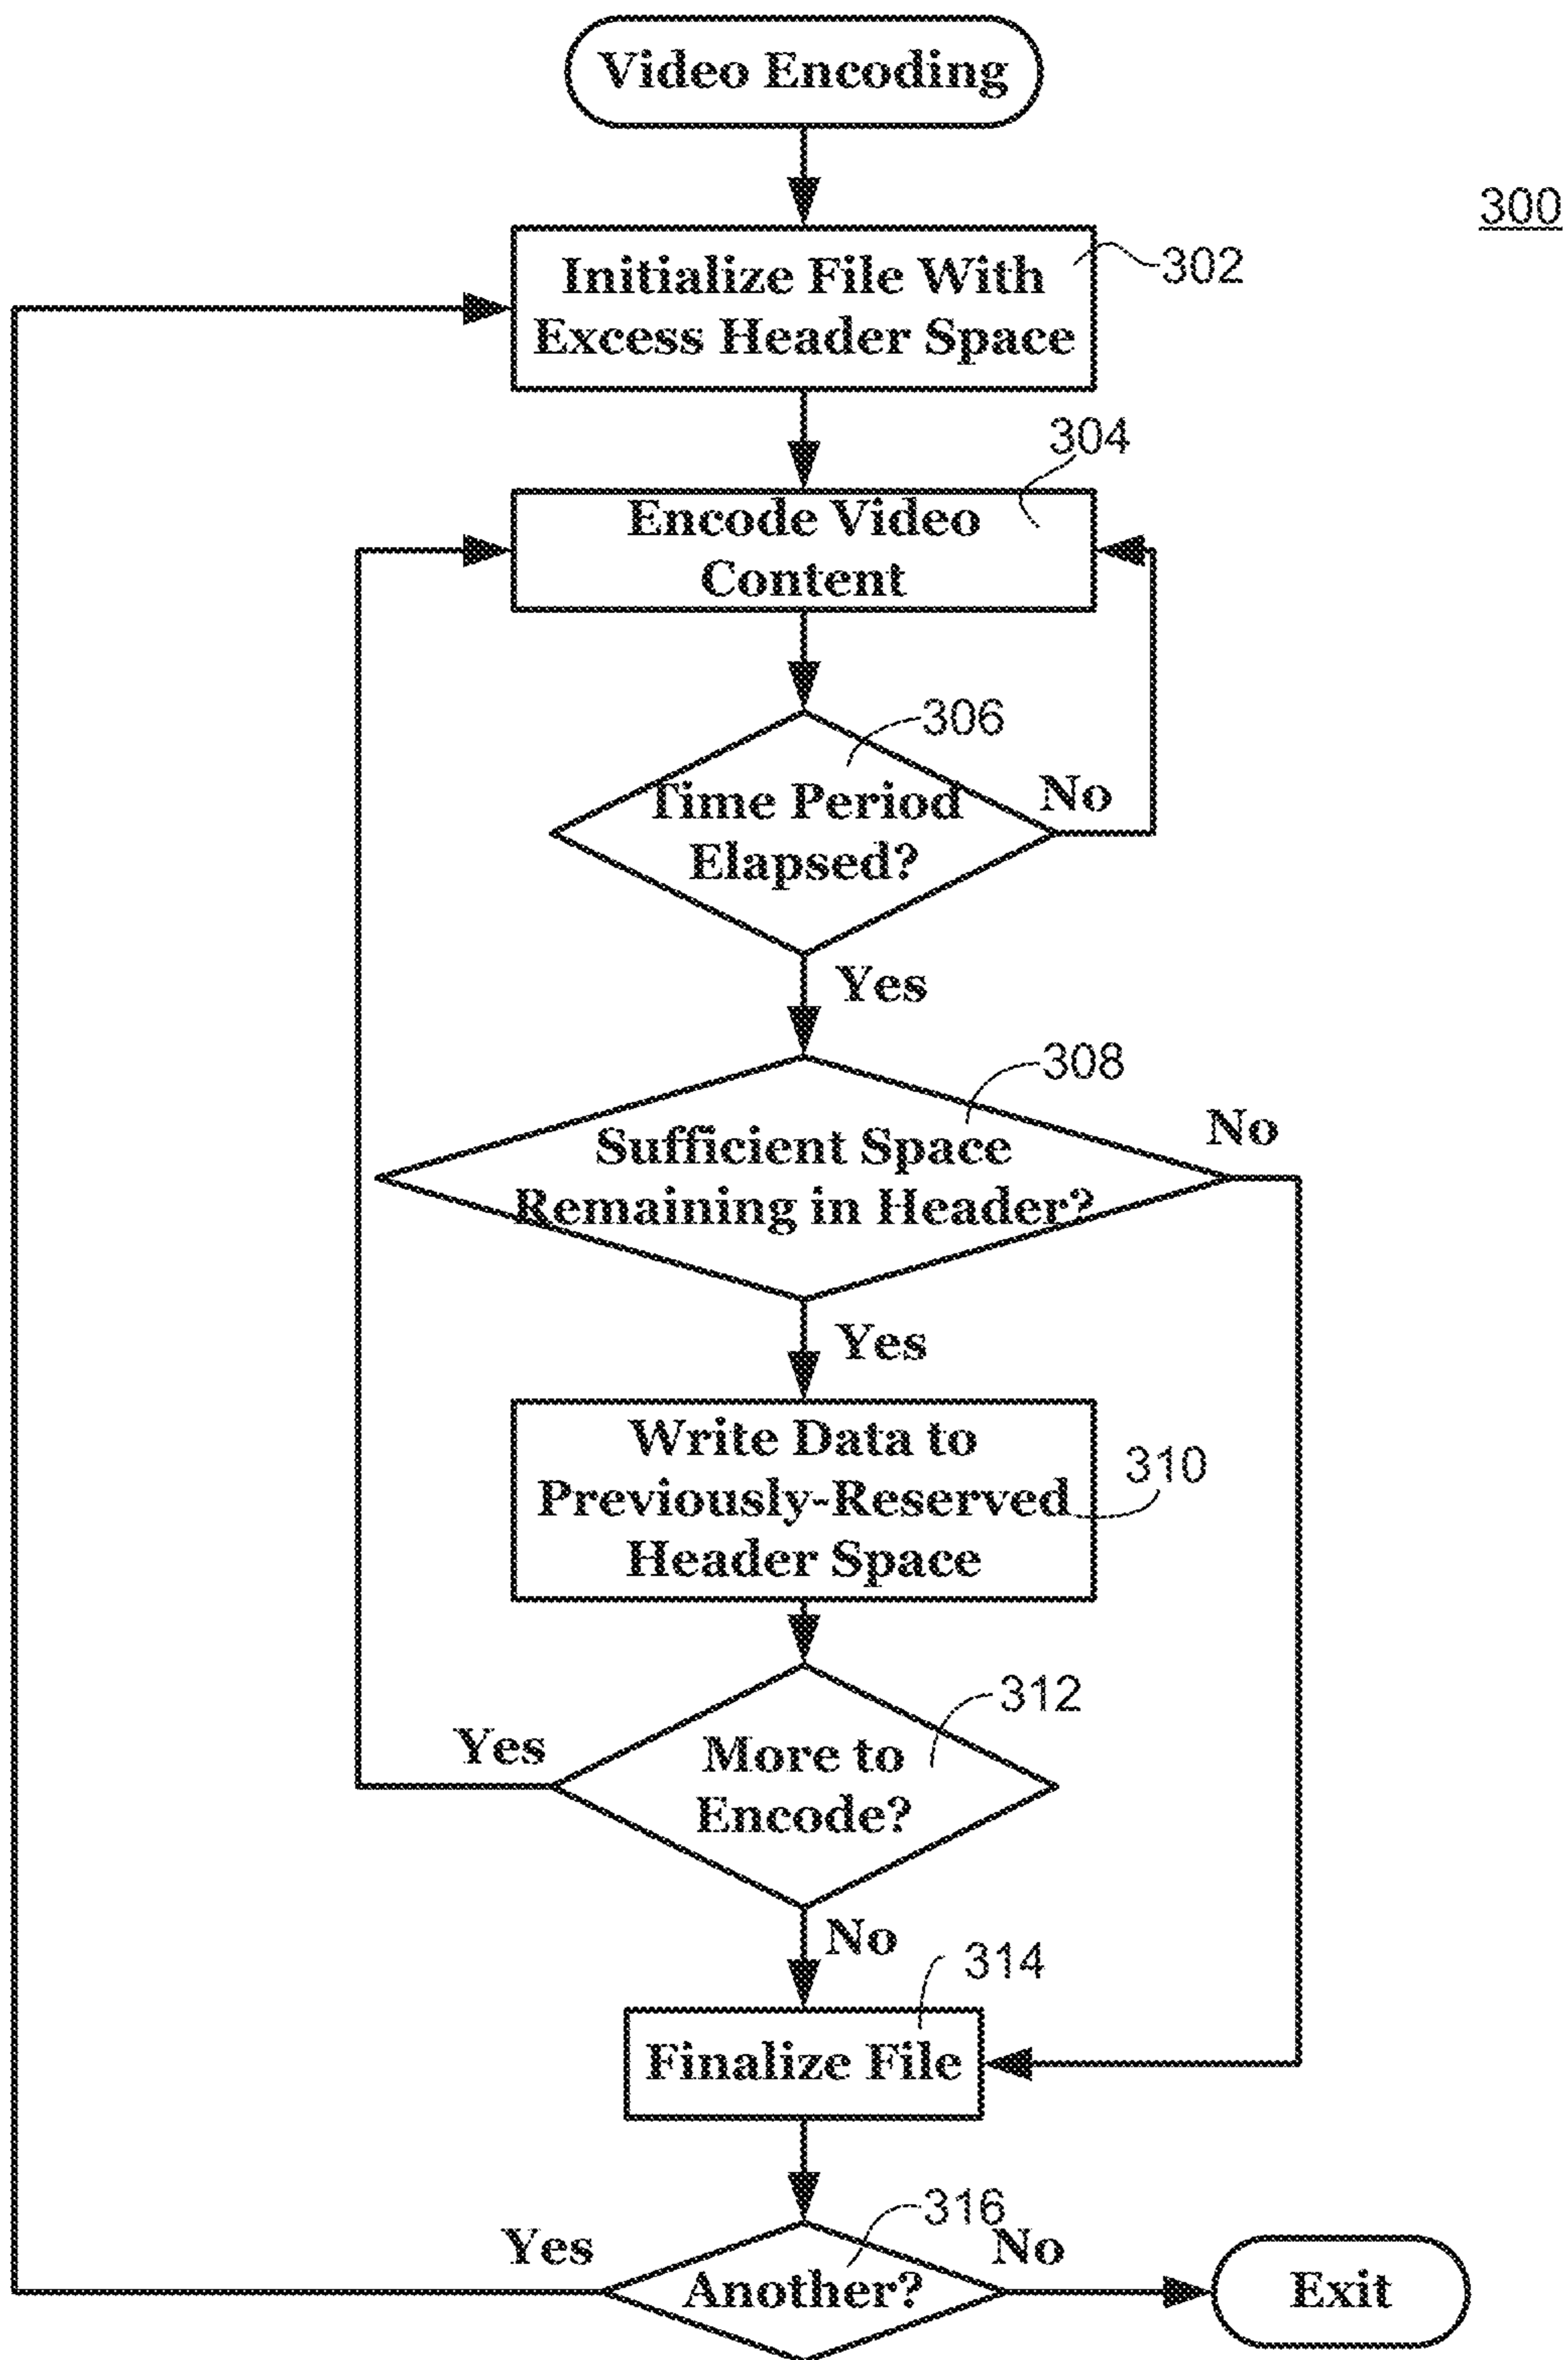 Video Encoding
300
Initialize File With
Excess Header Space
302
304
Encode Video
Content
306
Time Period
Elapsed?
No
Yes
308
Sufficient Space
Remaining in Header?
No
Yes
Write Data to
Previously-Reserved
Header Space
310
312
More to
Encode?
Yes
No
314
Finalize File
316
Another?
Yes
No
Exit